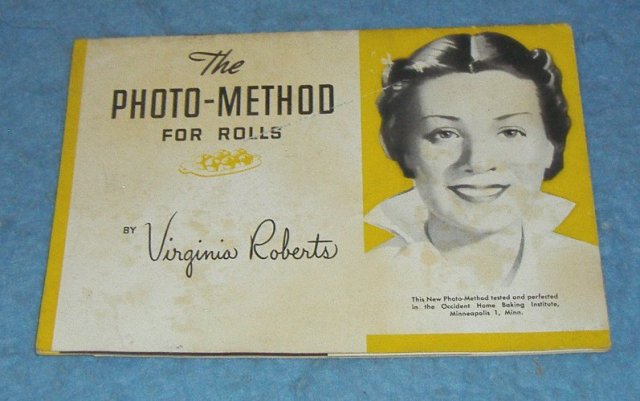 The
PHOTO-METHOD
FOR ROLLS
BY Virginia Roberts
This New Photo-Method tested and perfected
in the Occident Home Baking Institute,
Minneapolis 1, Minn.